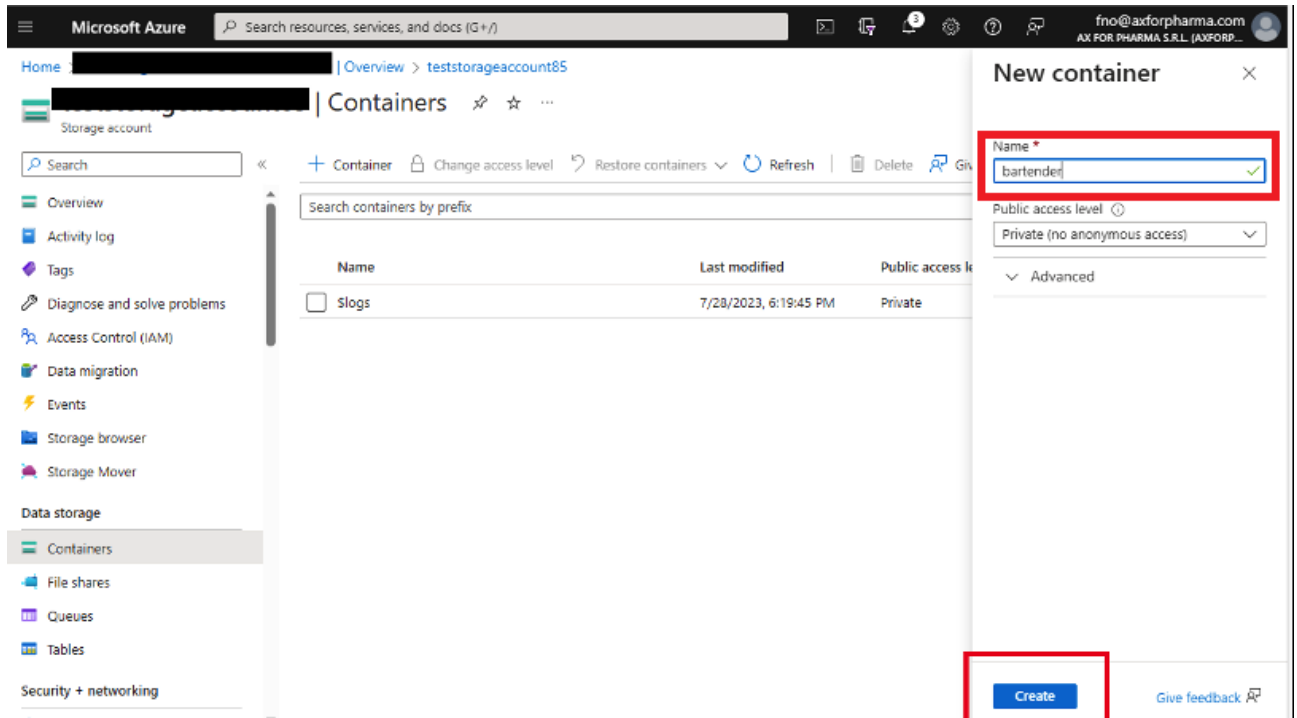 Microsoft Azure
Search resources, services, and docs (G+/)
3
fno@axforpharma.com
AX FOR PHARMA S.R.L. (AXFORP...
Home > | Overview > teststorageaccount85
| Containers
Storage account
Search
«
Overview
Activity log
Tags
Diagnose and solve problems
Access Control (IAM)
Data migration
Events
Storage browser
Storage Mover
Data storage
Containers
File shares
Queues
Tables
Security + networking
+ Container Change access level Restore containers Refresh | Delete Giv
Search containers by prefix
Name Last modified Public access le
Slogs 7/28/2023, 6:19:45 PM Private
New container
Name *
bartender
Public access level
Private (no anonymous access)
Advanced
Create
Give feedback